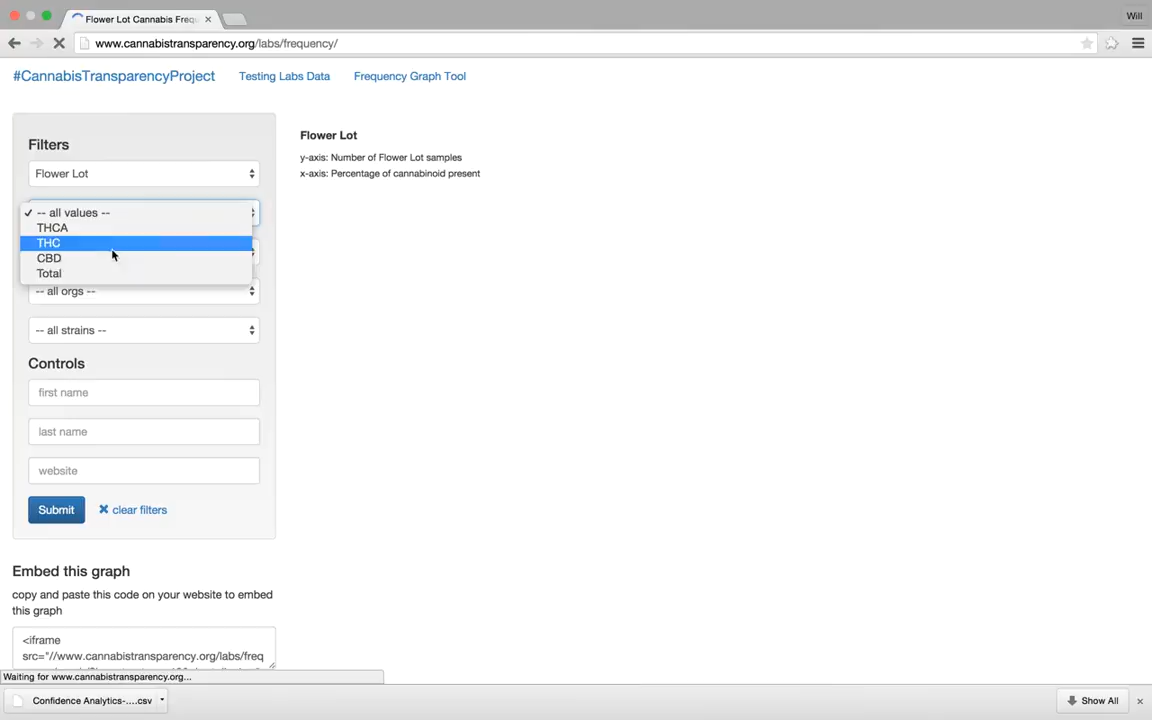 Flower Lot Cannabis Freq
Will
www.cannabistransparency.org/labs/frequency/
#CannabisTransparencyProject Testing Labs Data Frequency Graph Tool
Filters
Flower Lot
-- all values --
THCA
THC
CBD
Total
-- all orgs --
-- all strains --
Controls
first name
last name
website
Submit clear filters
Flower Lot
y-axis: Number of Flower Lot samples
x-axis: Percentage of cannabinoid present
Embed this graph
copy and paste this code on your website to embed
this graph
<iframe
src="//www.cannabistransparency.org/labs/freq
Waiting for www.cannabistransparency.org...
Confidence Analytics-....csv
Show All